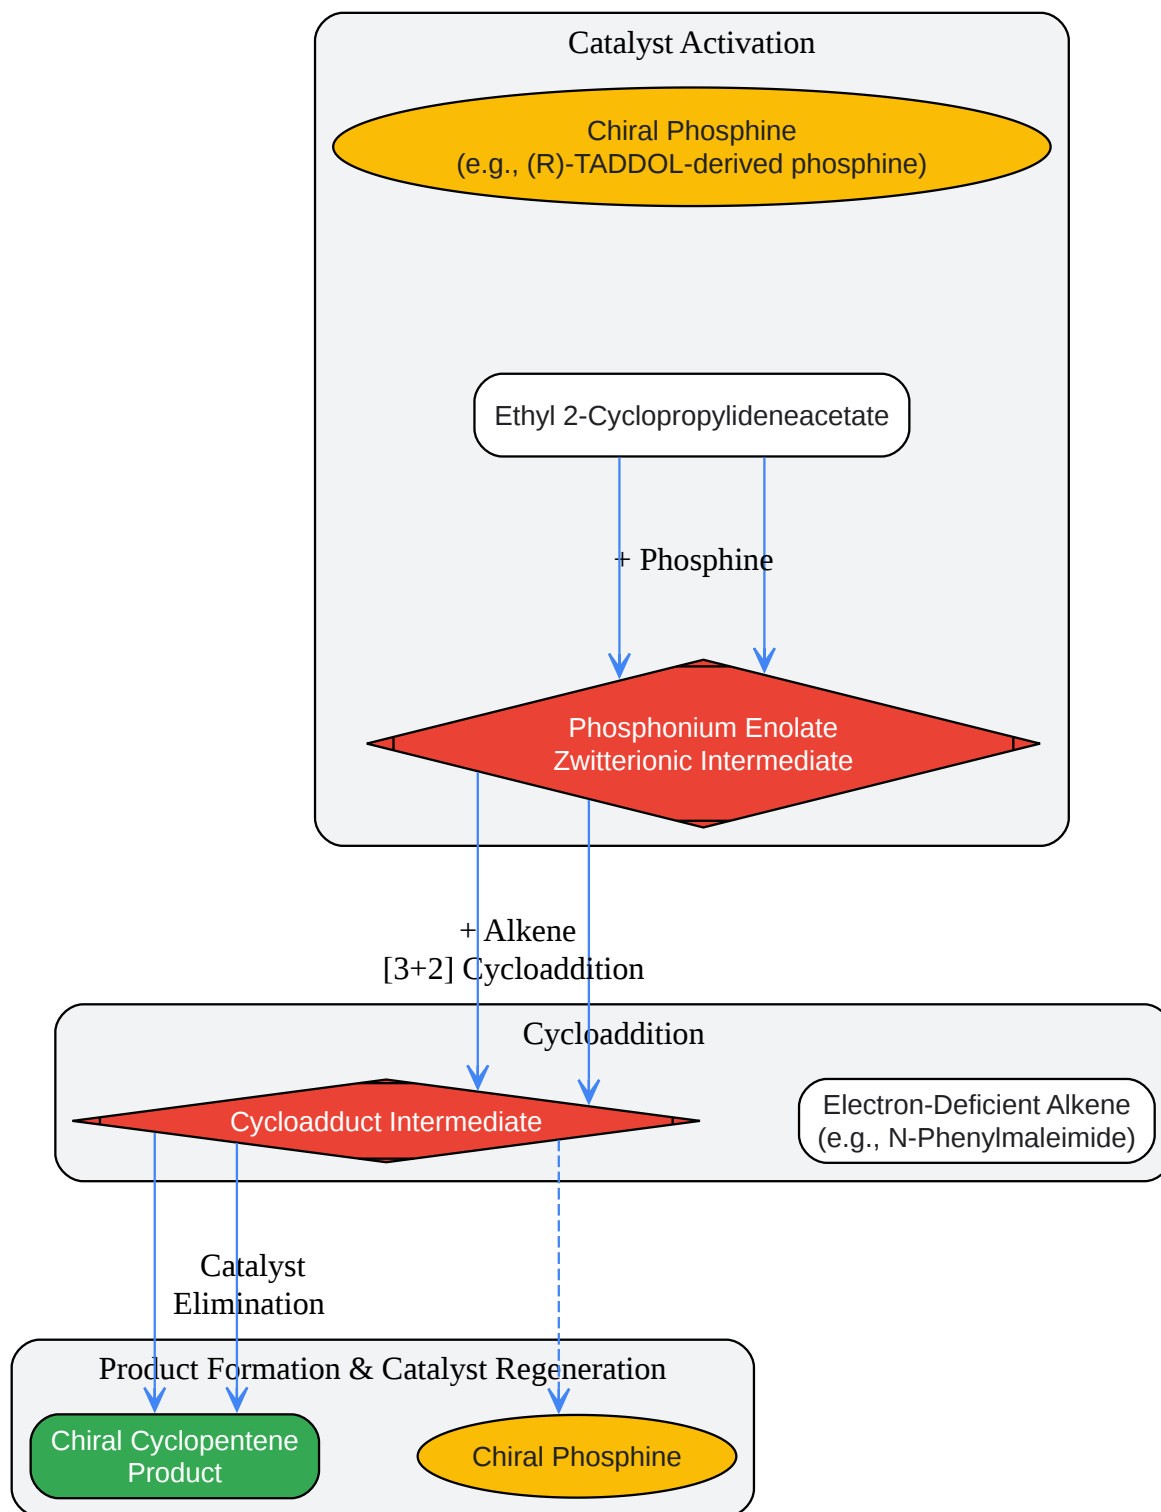 Catalyst Activation
Chiral Phosphine
(e.g., (R)-TADDOL-derived phosphine)
Ethyl 2-Cyclopropylideneacetate
+ Phosphine
Phosphonium Enolate
Zwitterionic Intermediate
+ Alkene
[3+2] Cycloaddition
Cycloaddition
Cycloadduct Intermediate
Electron-Deficient Alkene
(e.g., N-Phenylmaleimide)
Catalyst
Elimination
Product Formation & Catalyst Regeneration
Chiral Cyclopentene
Product
Chiral Phosphine